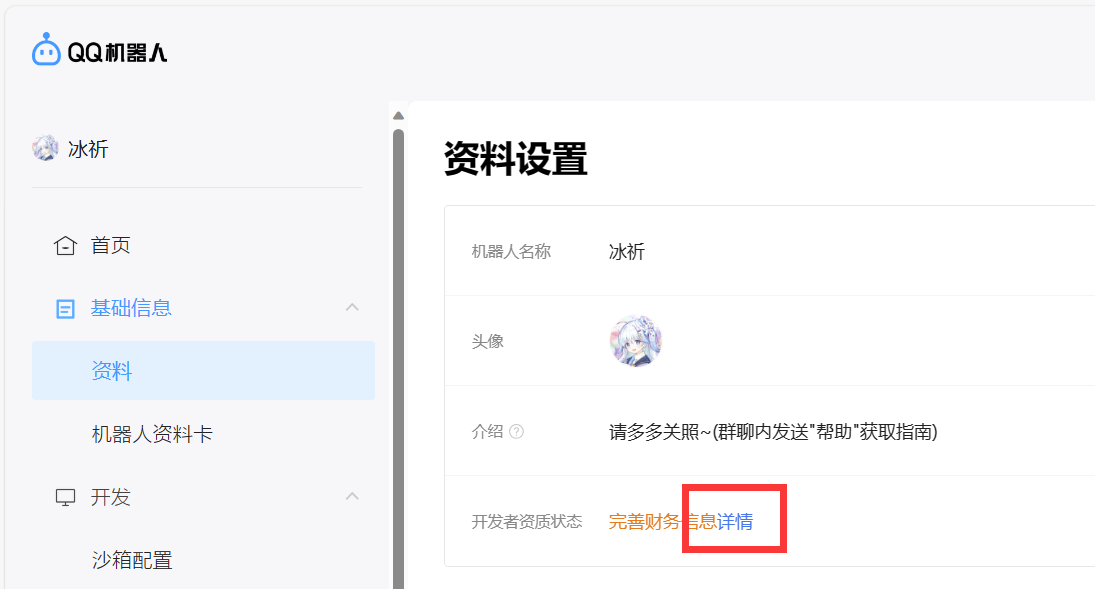 QQ机器人
冰祈
首页
基础信息
资料
机器人资料卡
开发
沙箱配置
资料设置
机器人名称 冰祈
头像
介绍 请多多关照~(群聊内发送"帮助"获取指南)
开发者资质状态 完善财务信息详情